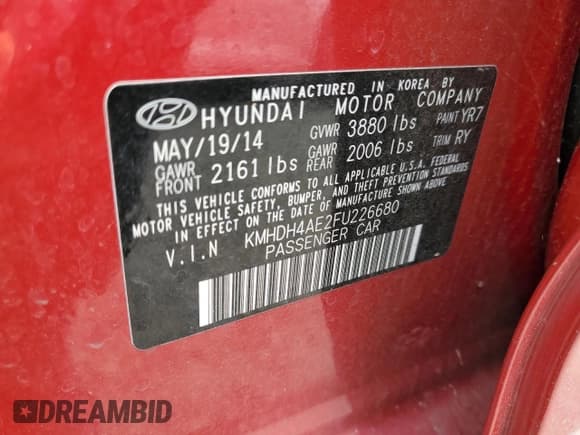 MANUFACTURED IN KOREA BY
HYUNDAI MOTOR COMPANY
MAY/19/14 GVWR 3880 lbs PAINT YR7
GAWR FRONT 2161 lbs GAWR REAR 2006 lbs TRIM RY
THIS VEHICLE CONFORMS TO ALL APPLICABLE U.S.A. FEDERAL
MOTOR VEHICLE SAFETY, BUMPER, AND THEFT PREVENTION STANDARDS
IN EFFECT ON THE DATE OF MANUFACTURE SHOWN ABOVE.
V.I.N KMHDH4AE2FU226680
PASSENGER CAR
DREAMBID